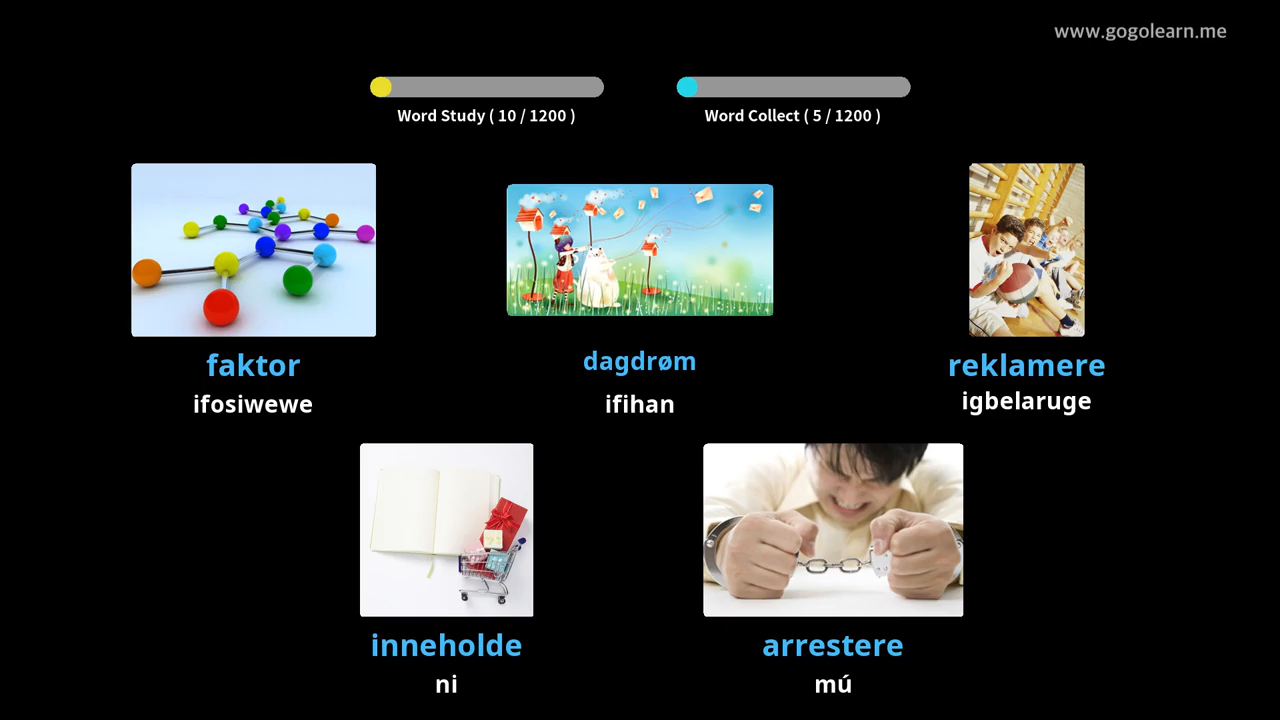 www.gogolearn.me
Word Study ( 10 / 1200 )
Word Collect ( 5 / 1200 )
faktor
dagdrøm
reklamere
ifosiwewe
ifihan
igbelaruge
inneholde
arrestere
ni
mú